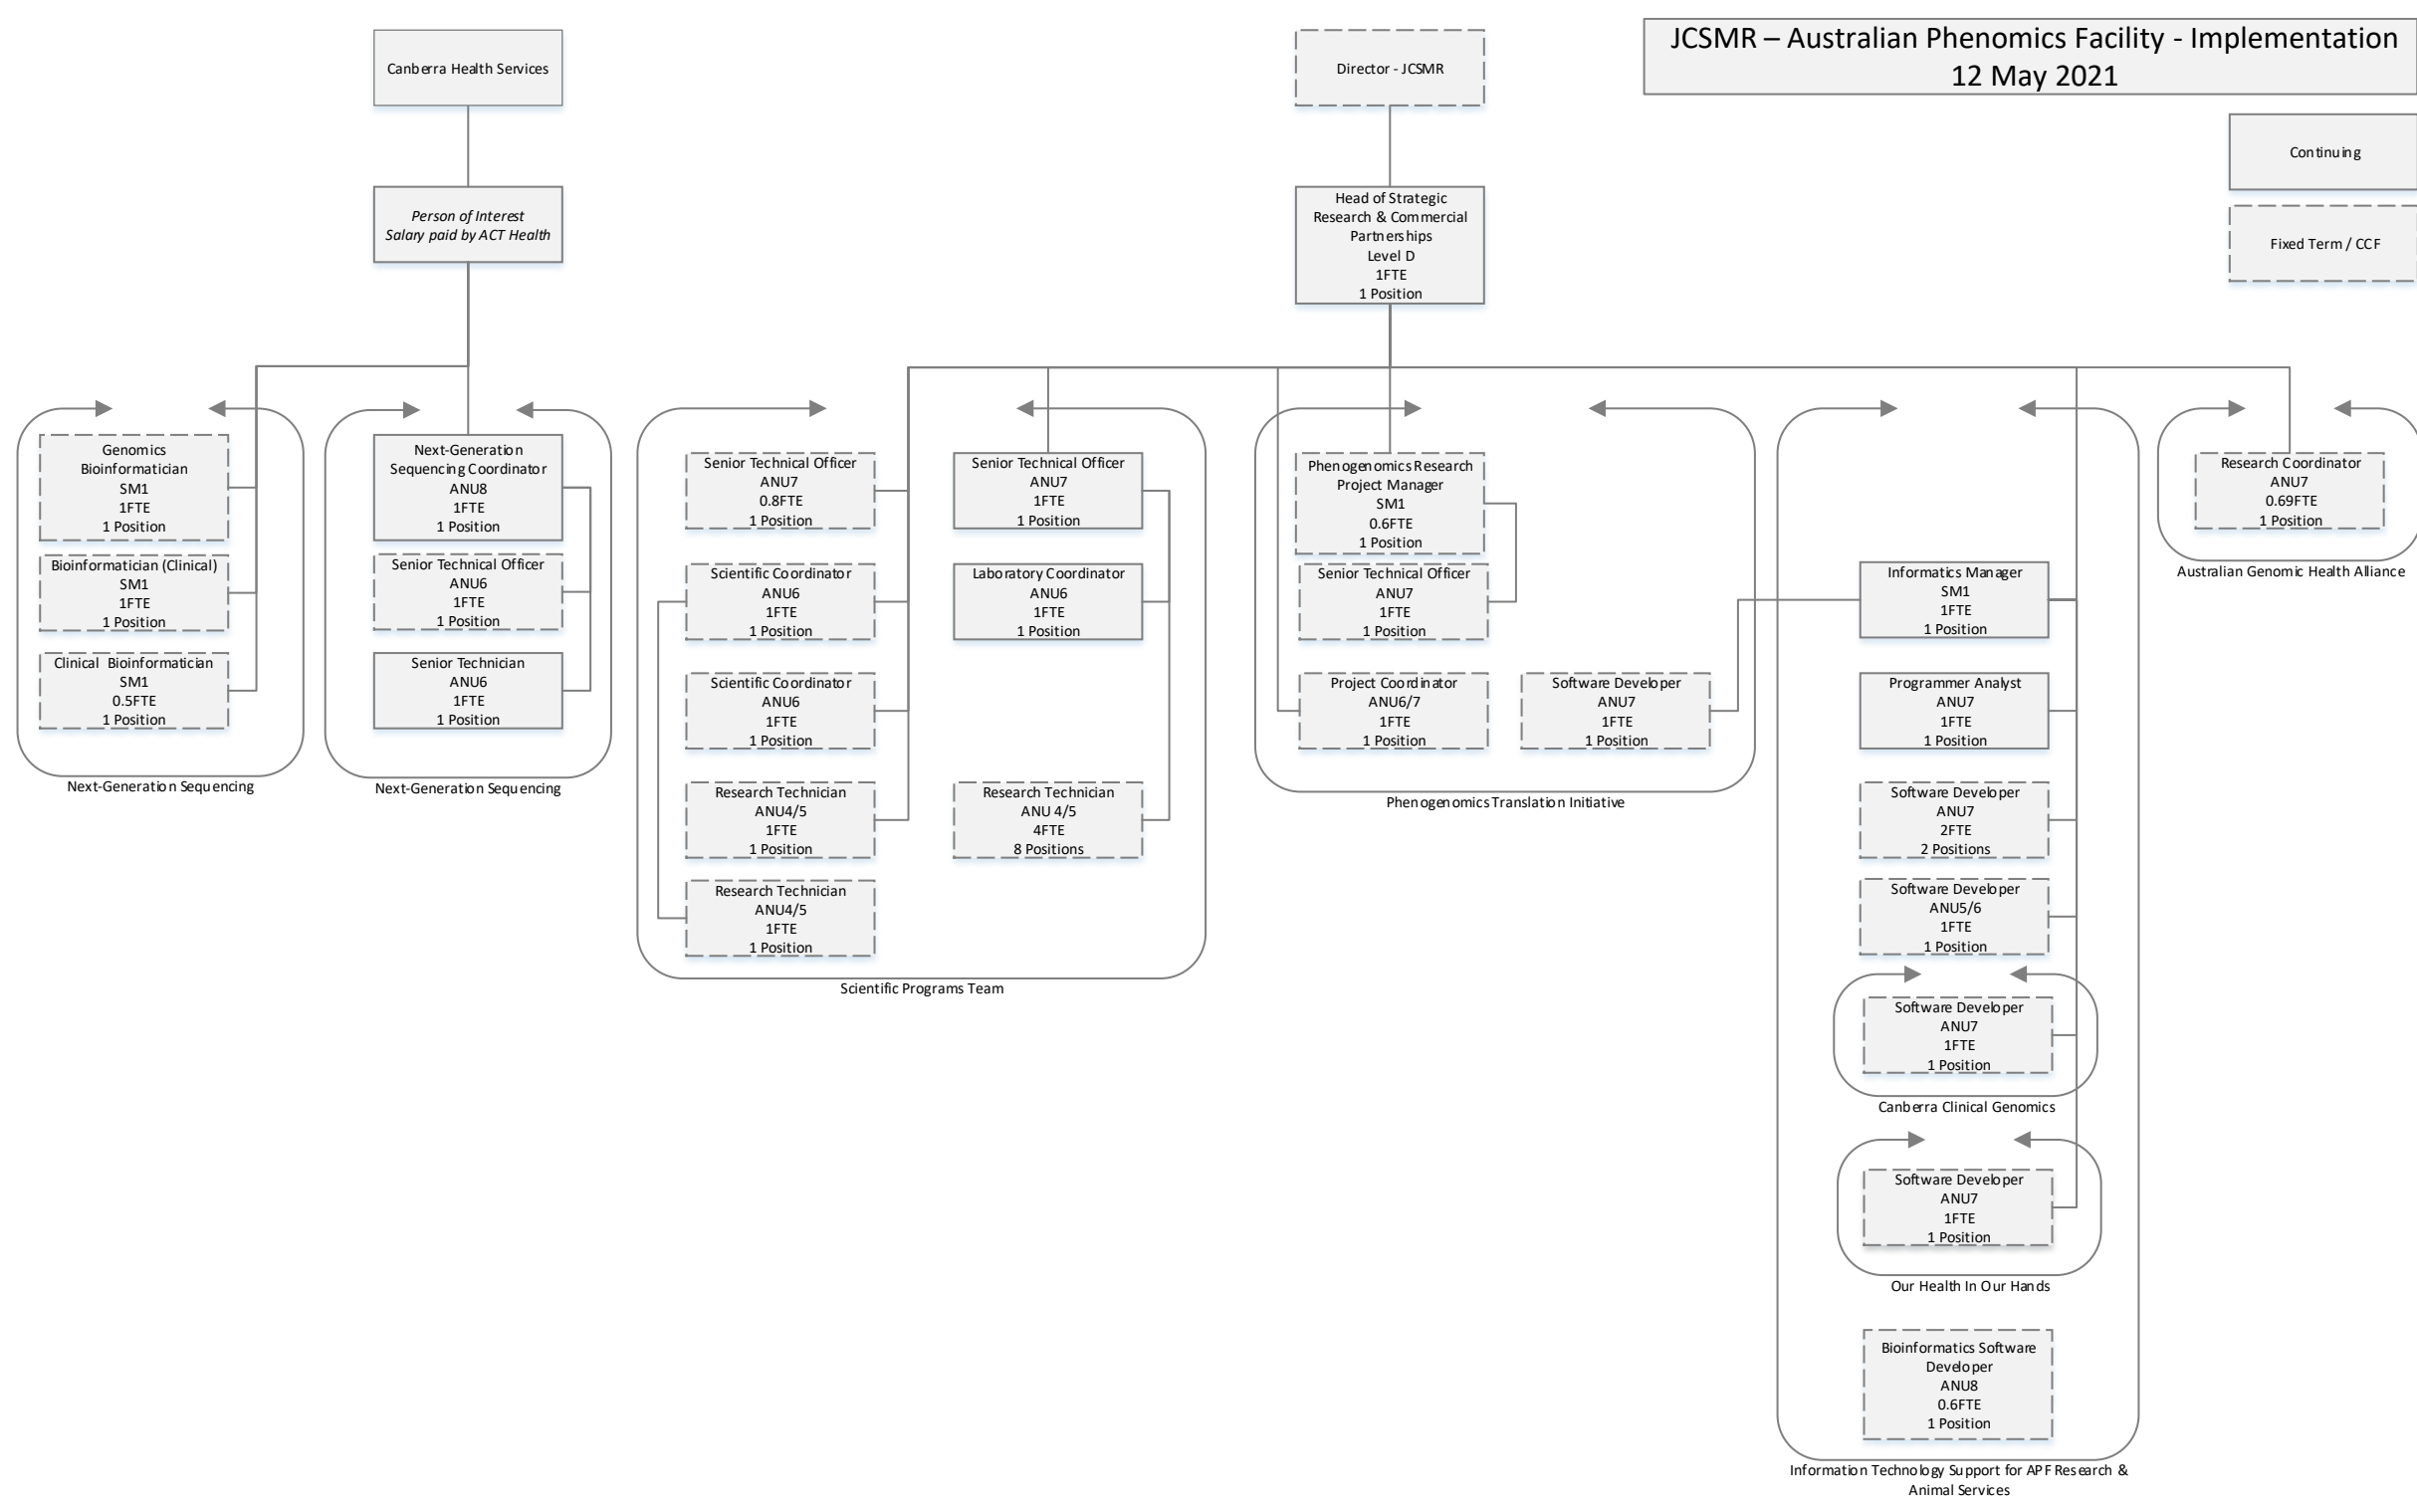 JCSMR – Australian Phenomics Facility - Implementation
12 May 2021
Continuing
Fixed Term / CCF
Canberra Health Services
Person of Interest
Salary paid by ACT Health
Director - JCSMR
Head of Strategic
Research & Commercial
Partnerships
Level D
1FTE
1 Position
Genomics
Bioinformatician
SM1
1FTE
1 Position
Bioinformatician (Clinical)
SM1
1FTE
1 Position
Clinical Bioinformatician
SM1
0.5FTE
1 Position
Next-Generation Sequencing
Next-Generation
Sequencing Coordinator
ANU8
1FTE
1 Position
Senior Technical Officer
ANU6
1FTE
1 Position
Senior Technician
ANU6
1FTE
1 Position
Next-Generation Sequencing
Senior Technical Officer
ANU7
0.8FTE
1 Position
Scientific Coordinator
ANU6
1FTE
1 Position
Scientific Coordinator
ANU6
1FTE
1 Position
Research Technician
ANU4/5
1FTE
1 Position
Research Technician
ANU4/5
1FTE
1 Position
Senior Technical Officer
ANU7
1FTE
1 Position
Laboratory Coordinator
ANU6
1FTE
1 Position
Research Technician
ANU 4/5
4FTE
8 Positions
Scientific Programs Team
Phenogenomics Research
Project Manager
SM1
0.6FTE
1 Position
Senior Technical Officer
ANU7
1FTE
1 Position
Project Coordinator
ANU6/7
1FTE
1 Position
Software Developer
ANU7
1FTE
1 Position
Phenogenomics Translation Initiative
Informatics Manager
SM1
1FTE
1 Position
Programmer Analyst
ANU7
1FTE
1 Position
Software Developer
ANU7
2FTE
2 Positions
Software Developer
ANU5/6
1FTE
1 Position
Software Developer
ANU7
1FTE
1 Position
Canberra Clinical Genomics
Software Developer
ANU7
1FTE
1 Position
Our Health In Our Hands
Bioinformatics Software
Developer
ANU8
0.6FTE
1 Position
Information Technology Support for APF Research &
Animal Services
Research Coordinator
ANU7
0.69FTE
1 Position
Australian Genomic Health Alliance